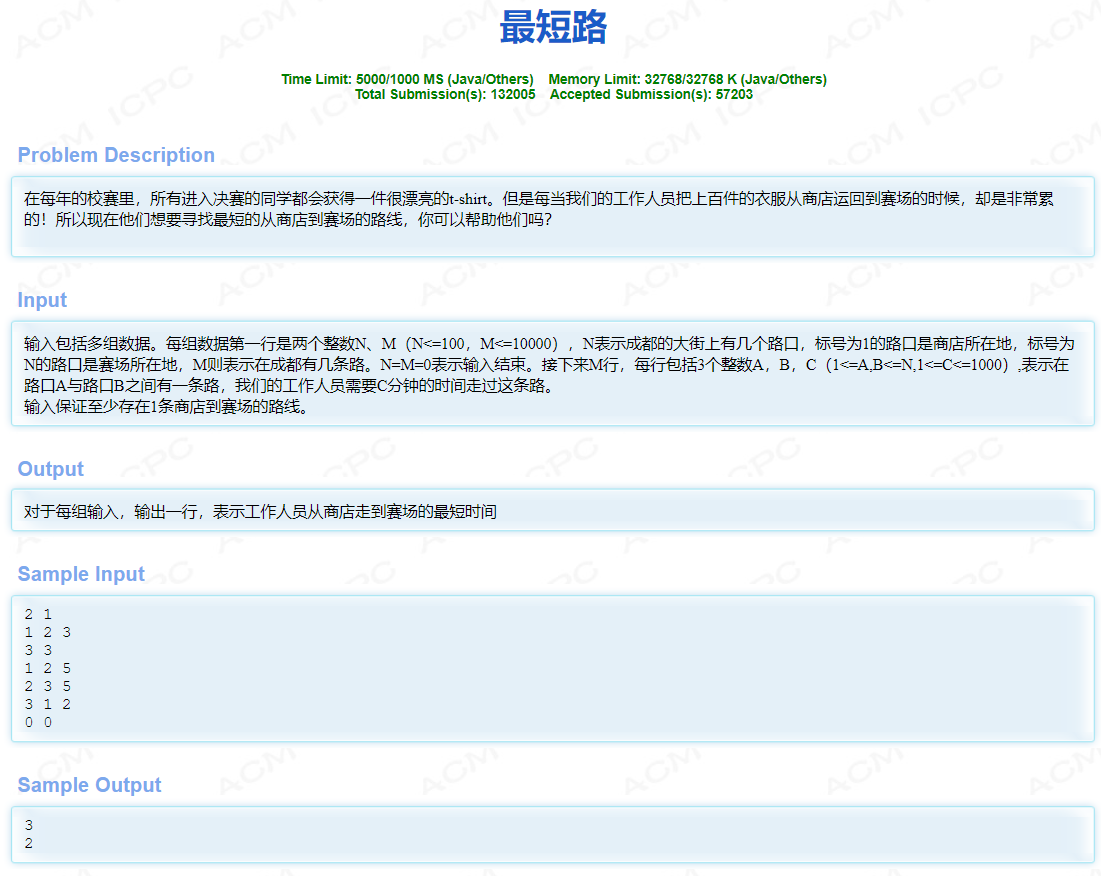 最短路
Time Limit: 5000/1000 MS (Java/Others) Memory Limit: 32768/32768 K (Java/Others)
Total Submission(s): 132005 Accepted Submission(s): 57203
Problem Description
在每年的校赛里，所有进入决赛的同学都会获得一件很漂亮的t-shirt。但是每当我们的工作人员把上百件的衣服从商店运回到赛场的时候，却是非常累
的！所以现在他们想要寻找最短的从商店到赛场的路线，你可以帮助他们吗？
Input
输入包括多组数据。每组数据第一行是两个整数N、M（N<=100，M<=10000），N表示成都的大街上有几个路口，标号为1的路口是商店所在地，标号为
N的路口是赛场所在地，M则表示在成都有几条路。N=M=0表示输入结束。接下来M行，每行包括3个整数A，B，C（1<=A,B<=N,1<=C<=1000）,表示在
路口A与路口B之间有一条路，我们的工作人员需要C分钟的时间走过这条路。
输入保证至少存在1条商店到赛场的路线。
Output
对于每组输入，输出一行，表示工作人员从商店走到赛场的最短时间
Sample Input
2 1
1 2 3
3 3
1 2 5
2 3 5
3 1 2
0 0
Sample Output
3
2